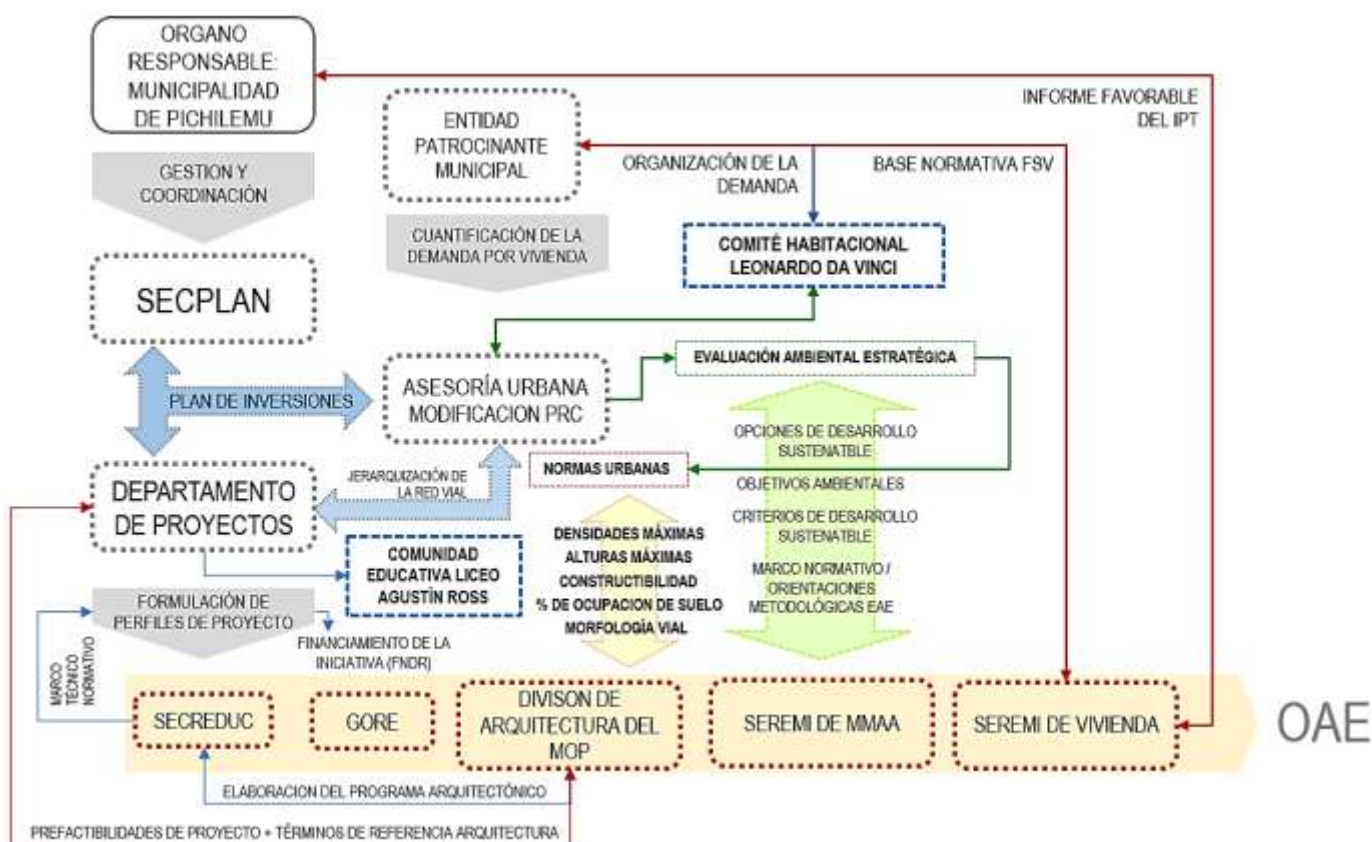 ORGANO
RESPONSABLE:
MUNICIPALIDAD
DE PICHILEMU
INFORME FAVORABLE
DEL IPT
ENTIDAD
PATROCINANTE
MUNICIPAL
ORGANIZACIÓN DE LA
DEMANDA
BASE NORMATIVA FSV
GESTION Y
COORDINACIÓN
CUANTIFICACIÓN DE LA
DEMANDA POR VIVIENDA
COMITÉ HABITACIONAL
LEONARDO DA VINCI
SECPLAN
PLAN DE INVERSIONES
ASESORÍA URBANA
MODIFICACION PRC
EVALUACIÓN AMBIENTAL ESTRATÉGICA
OPCIONES DE DESARROLLO
SUSTENATBLE
NORMAS URBANAS
OBJETIVOS AMBIENTALES
CRITERIOS DE DESARROLLO
SUSTENATBLE
MARCO NORMATIVO /
ORIENTACIONES
METODOLÓGICAS EAE
DEPARTAMENTO
DE PROYECTOS
JERARQUIZACIÓN DE
LA RED VIAL
DENSIDADES MÁXIMAS
ALTURAS MÁXIMAS
CONSTRUCTIBILIDAD
% DE OCUPACION DE SUELO
MORFOLOGÍA VIAL
COMUNIDAD
EDUCATIVA LICEO
AGUSTÍN ROSS
FORMULACIÓN DE
PERFILES DE PROYECTO
FINANCIAMIENTO DE LA
INICIATIVA (FNDR)
MARCO
TÉCNICO
NORMATIVO
SECREDUC
GORE
DIVISON DE
ARQUITECTURA DEL
MOP
SEREMI DE MMAA
SEREMI DE VIVIENDA
OAE
ELABORACION DEL PROGRAMA ARQUITECTÓNICO
PREFACTIBILIDADES DE PROYECTO + TÉRMINOS DE REFERENCIA ARQUITECTURA